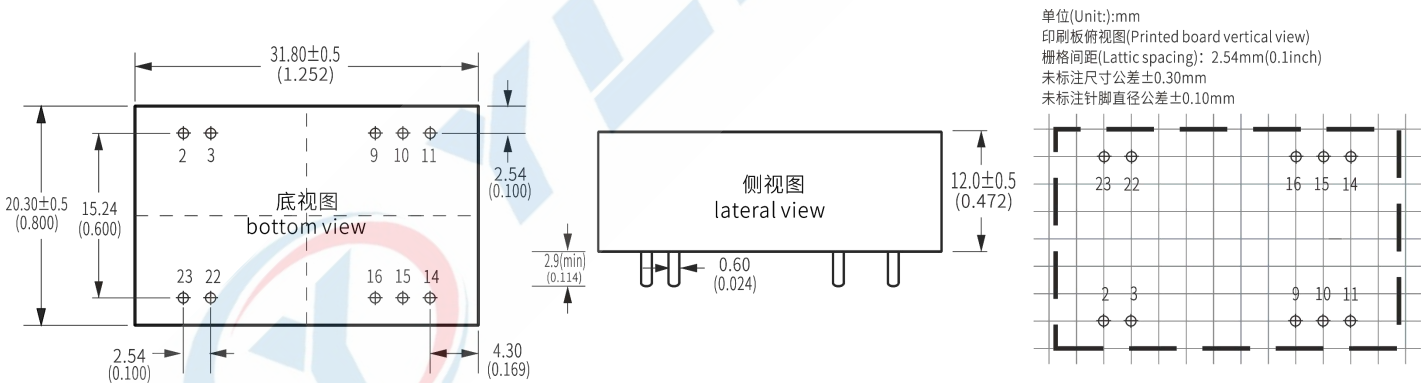 31.80±0.5
(1.252)
2 3 9 10 11
2.54
(0.100)
20.30±0.5
(0.800)
15.24
(0.600)
底视图
bottom view
23 22 16 15 14
2.54
(0.100)
4.30
(0.169)
侧视图
lateral view
12.0±0.5
(0.472)
2.9(min)
(0.114)
0.60
(0.024)
单位(Unit:):mm
印刷板俯视图(Printed board vertical view)
栅格间距(Lattic spacing)：2.54mm(0.1inch)
未标注尺寸公差±0.30mm
未标注针脚直径公差±0.10mm
23 22 16 15 14
2 3 9 10 11